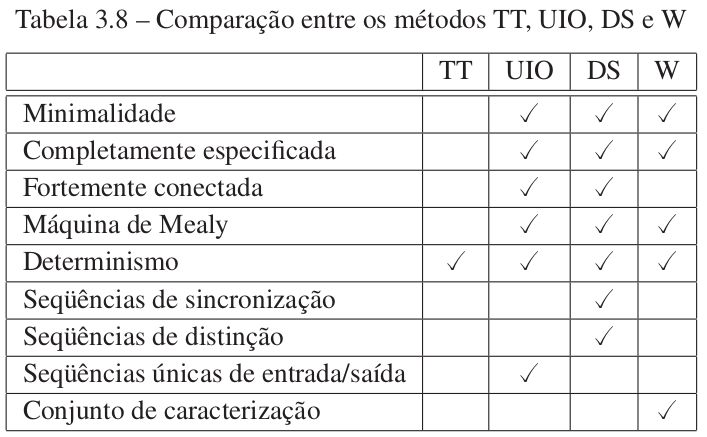 Tabela 3.8 – Comparação entre os métodos TT, UIO, DS e W
TT UIO DS W
Minimalidade ✓ ✓ ✓
Completamente especificada ✓ ✓ ✓
Fortemente conectada ✓ ✓
Máquina de Mealy ✓ ✓ ✓
Determinismo ✓ ✓ ✓ ✓
Seqüências de sincronização ✓
Seqüências de distinção ✓
Seqüências únicas de entrada/saída ✓
Conjunto de caracterização ✓